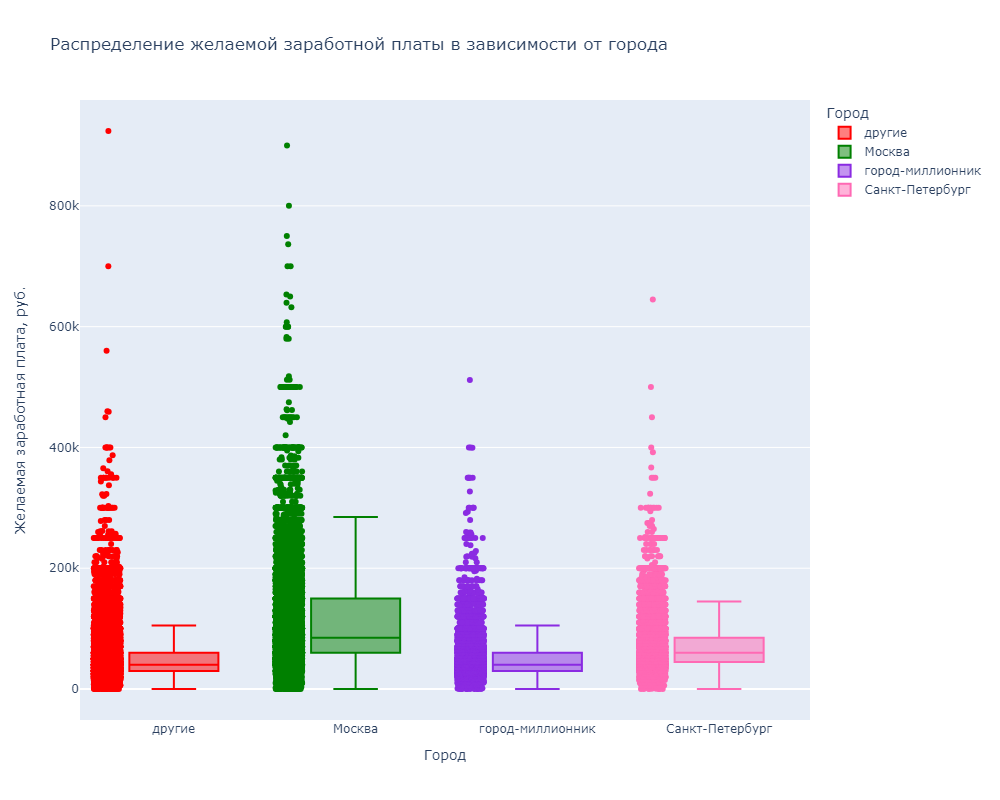 Распределение желаемой заработной платы в зависимости от города
Город
другие
Москва
город-миллионник
Санкт-Петербург
Желаемая заработная плата, руб.
800k
600k
400k
200k
0
другие
Москва
город-миллионник
Санкт-Петербург
Город